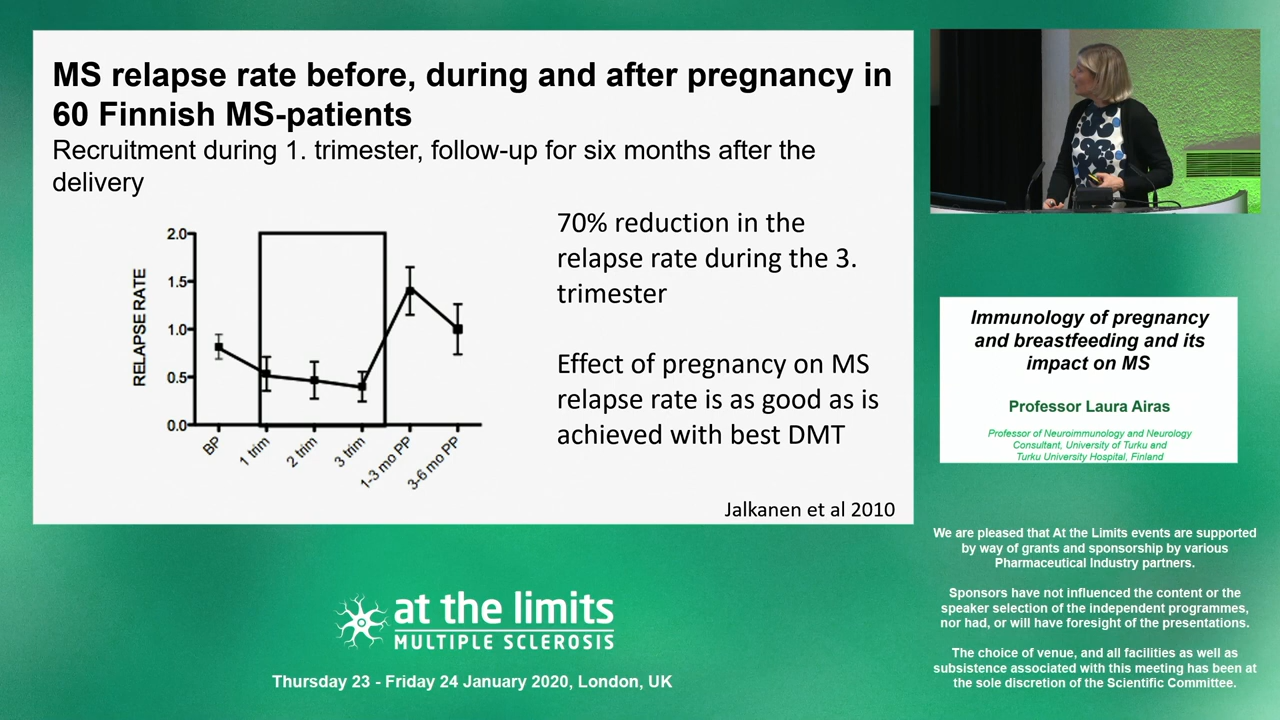 MS relapse rate before, during and after pregnancy in
60 Finnish MS-patients
Recruitment during 1. trimester, follow-up for six months after the
delivery
2.0
1.5
1.0
0.5
0.0
RELAPSE RATE
BP
1 trim
2 trim
3 trim
1-3 mo PP
3-6 mo PP
70% reduction in the
relapse rate during the 3.
trimester
Effect of pregnancy on MS
relapse rate is as good as is
achieved with best DMT
Jalkanen et al 2010
Immunology of pregnancy
and breastfeeding and its
impact on MS
Professor Laura Airas
Professor of Neuroimmunology and Neurology
Consultant, University of Turku and
Turku University Hospital, Finland
We are pleased that At the Limits events are supported
by way of grants and sponsorship by various
Pharmaceutical Industry partners.
Sponsors have not influenced the content or the
speaker selection of the independent programmes,
nor had, or will have foresight of the presentations.
The choice of venue, and all facilities as well as
subsistence associated with this meeting has been at
the sole discretion of the Scientific Committee.
at the limits
MULTIPLE SCLEROSIS
Thursday 23 - Friday 24 January 2020, London, UK